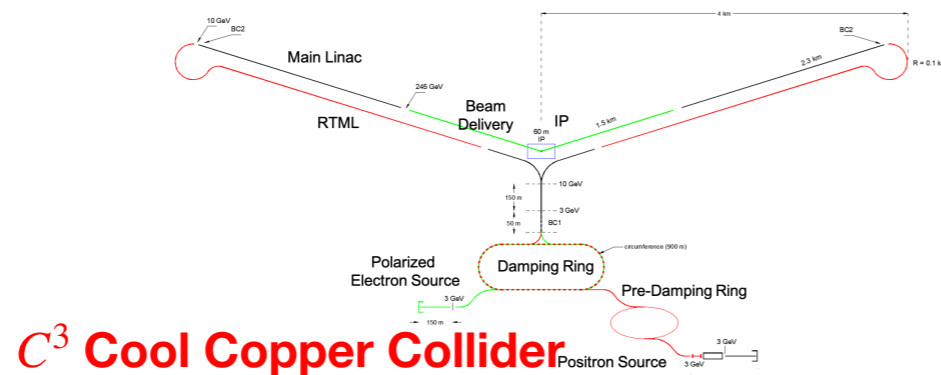 4 km
10 GeV
BC2
BC2
Main Linac
2.3 km
R = 0.1 k
245 GeV
Beam
Delivery
IP
RTML
1.5 km
60 m
IP
10 GeV
150 m
3 GeV
50 m
BC1
circumference (900 m)
Polarized
Electron Source
Damping Ring
Pre-Damping Ring
3 GeV
150 m
C³ Cool Copper Collider
Positron Source
3 GeV
3 GeV